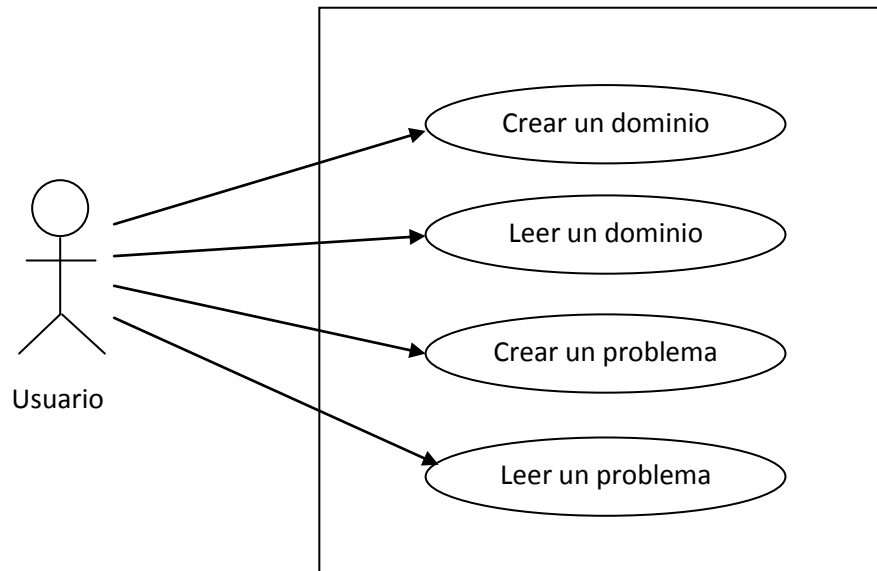 Crear un dominio
Leer un dominio
Crear un problema
Usuario
Leer un problema